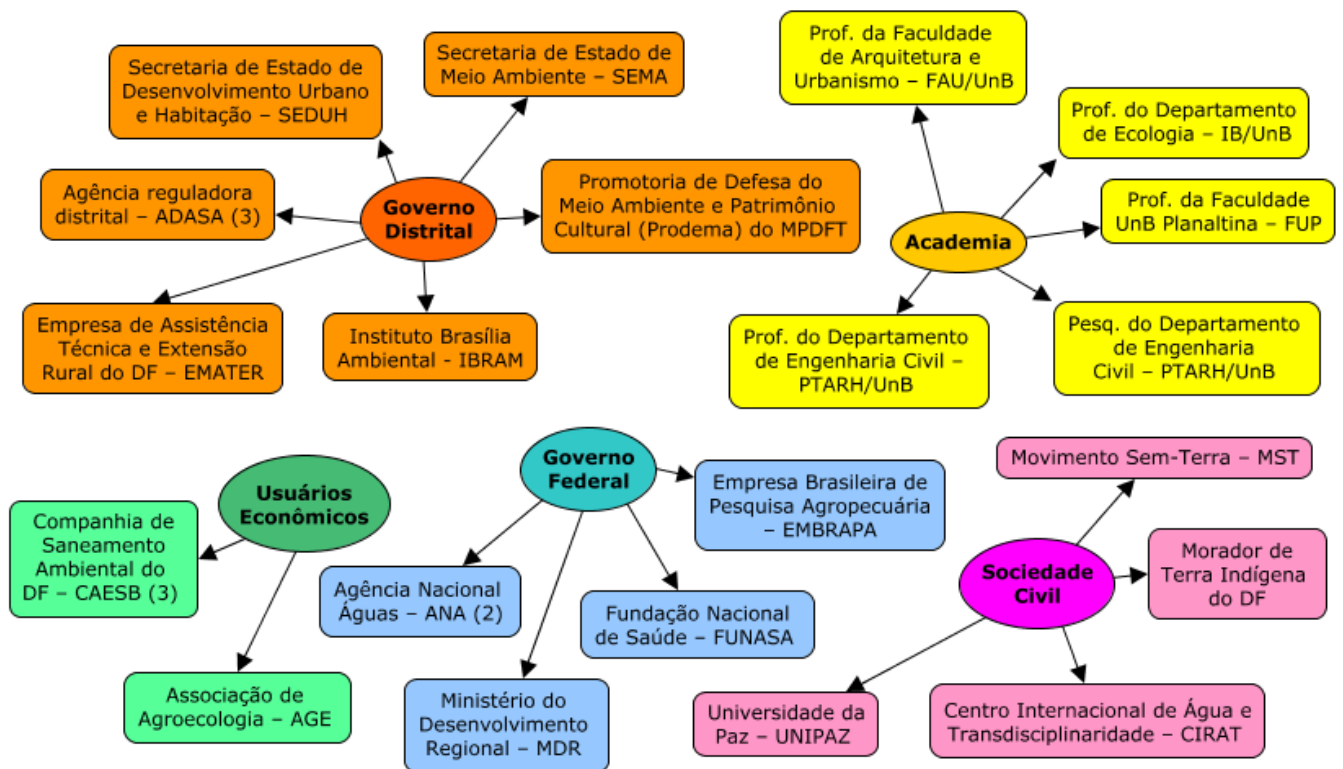 Secretaria de Estado de
Desenvolvimento Urbano
e Habitação – SEDUH
Secretaria de Estado de
Meio Ambiente – SEMA
Agência reguladora
distrital – ADASA (3)
Governo
Distrital
Promotoria de Defesa do
Meio Ambiente e Patrimônio
Cultural (Prodema) do MPDFT
Empresa de Assistência
Técnica e Extensão
Rural do DF – EMATER
Instituto Brasília
Ambiental - IBRAM
Prof. da Faculdade
de Arquitetura e
Urbanismo – FAU/UnB
Prof. do Departamento
de Ecologia – IB/UnB
Academia
Prof. da Faculdade
UnB Planaltina – FUP
Prof. do Departamento
de Engenharia Civil –
PTARH/UnB
Pesq. do Departamento
de Engenharia
Civil – PTARH/UnB
Usuários
Econômicos
Companhia de
Saneamento
Ambiental do
DF – CAESB (3)
Associação de
Agroecologia – AGE
Governo
Federal
Empresa Brasileira de
Pesquisa Agropecuária
– EMBRAPA
Agência Nacional
Águas – ANA (2)
Fundação Nacional
de Saúde – FUNASA
Ministério do
Desenvolvimento
Regional – MDR
Movimento Sem-Terra – MST
Sociedade
Civil
Morador de
Terra Indígena
do DF
Universidade da
Paz – UNIPAZ
Centro Internacional de Água e
Transdisciplinaridade – CIRAT